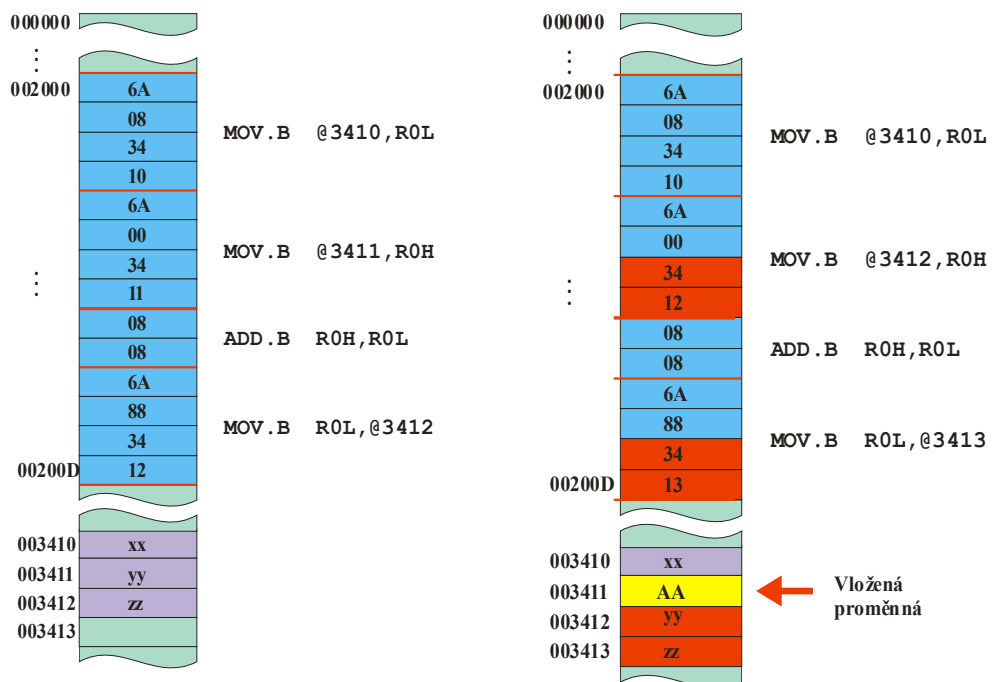 000000
⋮
002000
6A
08
34
10
6A
00
34
11
08
08
6A
88
34
12
⋮
00200D
MOV.B @3410,R0L
MOV.B @3411,R0H
ADD.B R0H,R0L
MOV.B R0L,@3412
003410 xx
003411 yy
003412 zz
003413
000000
⋮
002000
6A
08
34
10
6A
00
34
12
08
08
6A
88
34
13
⋮
00200D
MOV.B @3410,R0L
MOV.B @3412,R0H
ADD.B R0H,R0L
MOV.B R0L,@3413
003410 xx
003411 AA
003412 yy
003413 zz
Vložená
proměnná